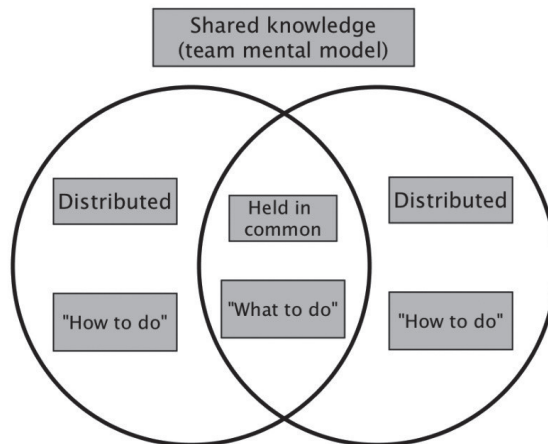 Shared knowledge
(team mental model)
Distributed
Held in
common
Distributed
"How to do"
"What to do"
"How to do"